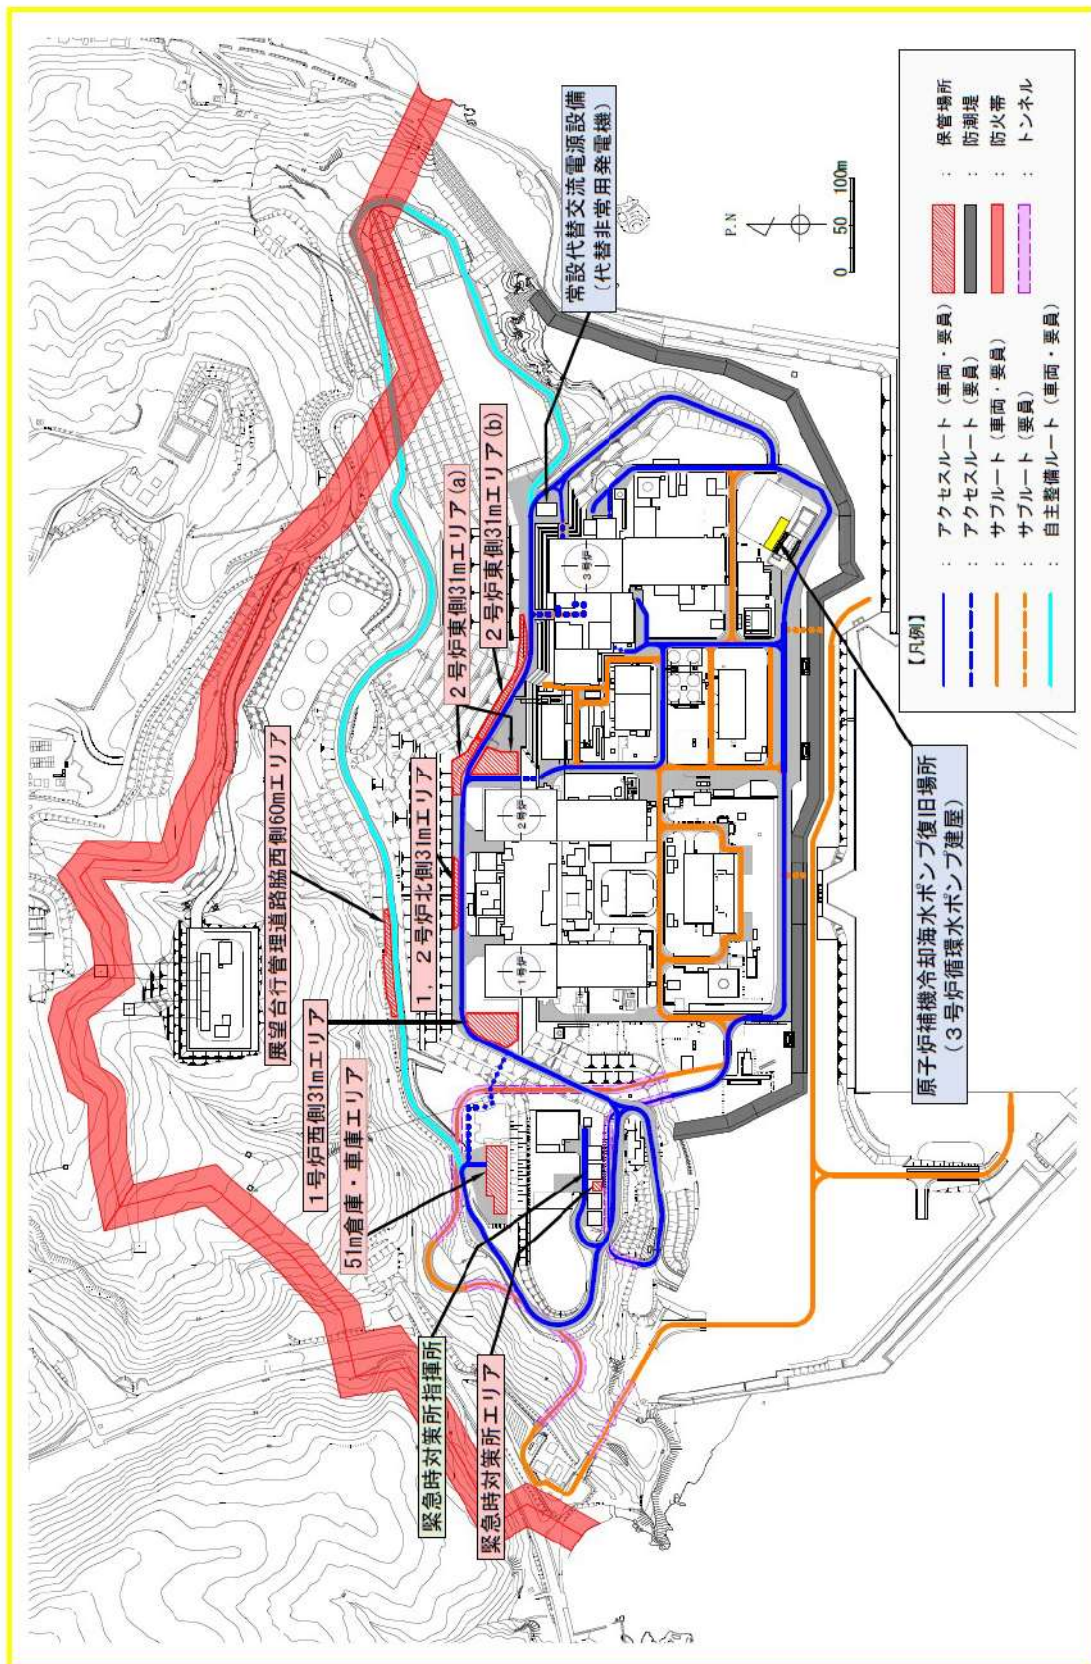 展望台行管理道路脇西側60mエリア
1号炉西側31mエリア
51m倉庫・車庫エリア
緊急時対策所指揮所
緊急時対策所エリア
1，2号炉北側31mエリア
2号炉東側31mエリア(a)
2号炉東側31mエリア(b)
常設代替交流電源設備
(代替非常用発電機)
1号炉
2号炉
3号炉
原子炉補機冷却海水ポンプ復旧場所
(3号炉循環水ポンプ建屋)
P.N
0 50 100m
【凡例】
： アクセスルート（車両・要員）
： アクセスルート（要員）
： サブルート（車両・要員）
： サブルート（要員）
： 自主整備ルート（車両・要員）
： 保管場所
： 防潮堤
： 防火帯
： トンネル